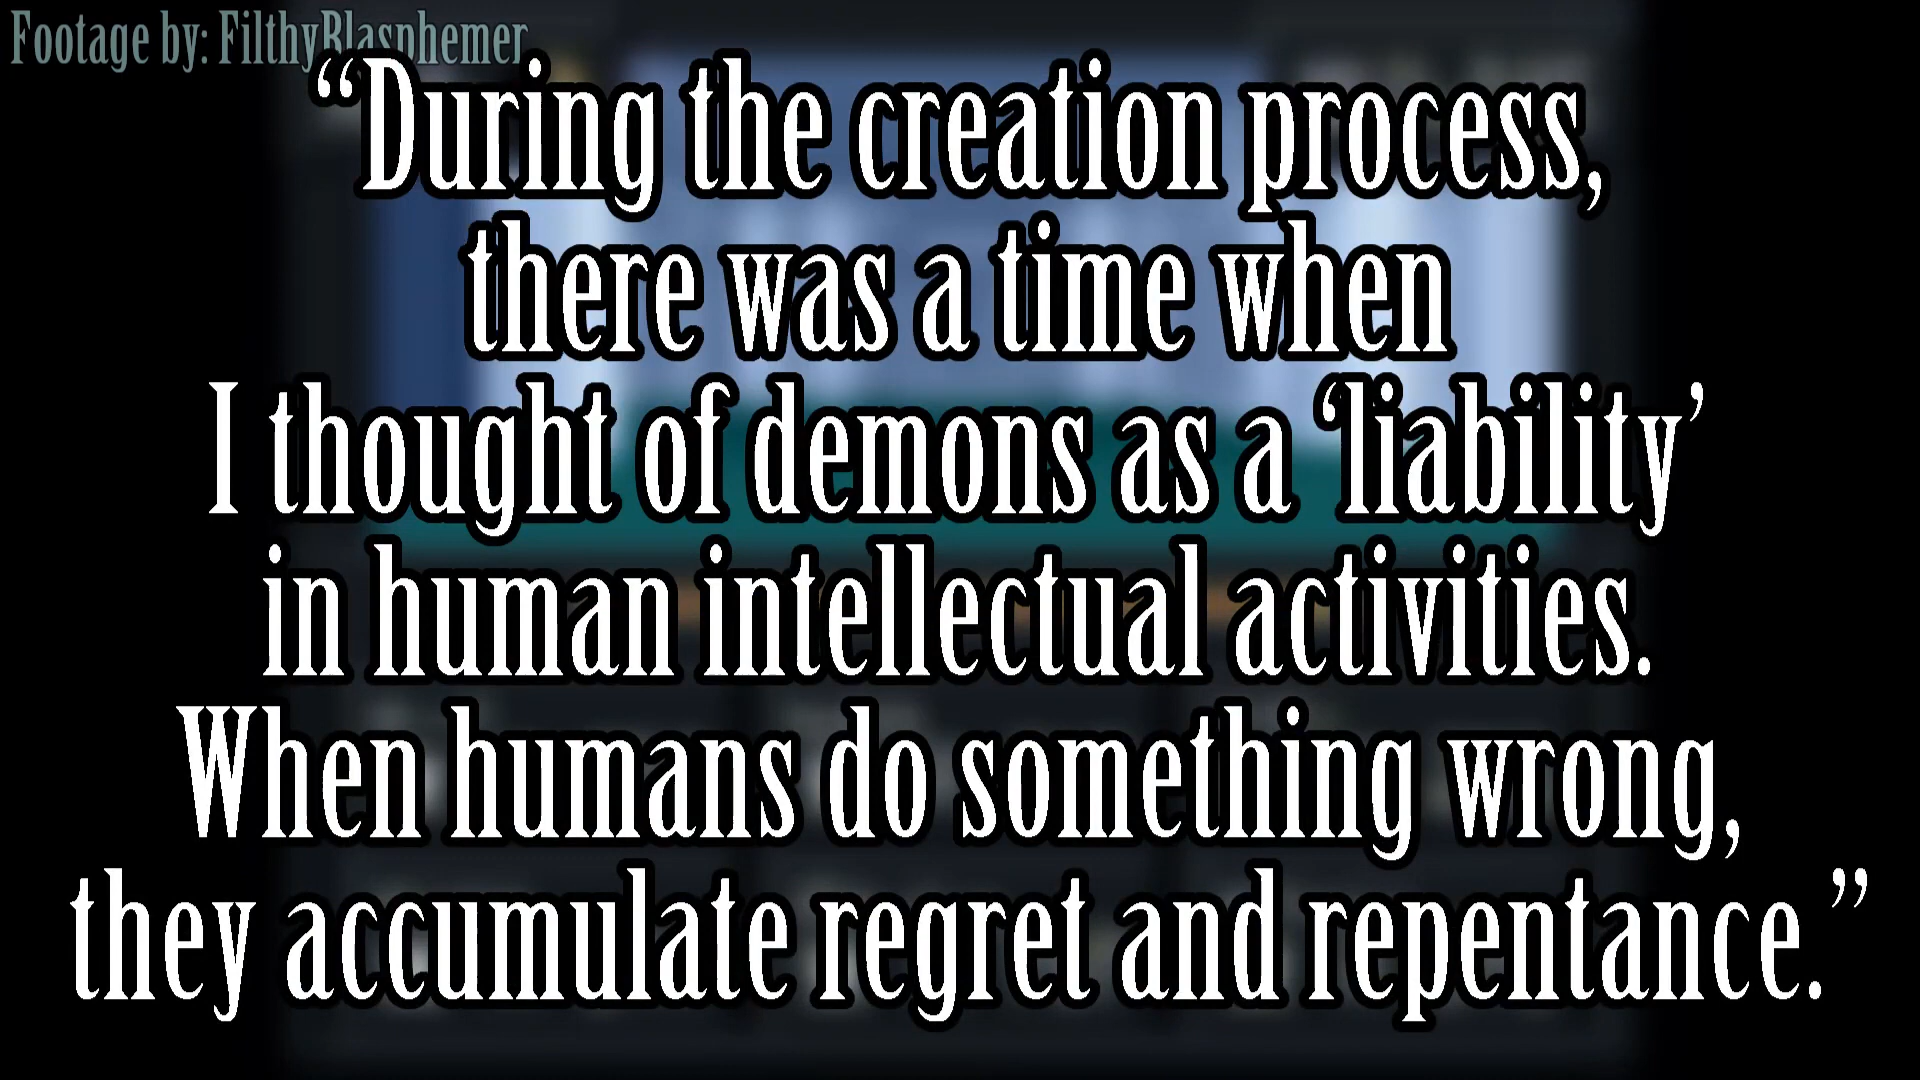 Footage by: FilthyBlasphemer
“During the creation process,
there was a time when
I thought of demons as a ‘liability’
in human intellectual activities.
When humans do something wrong,
they accumulate regret and repentance.”